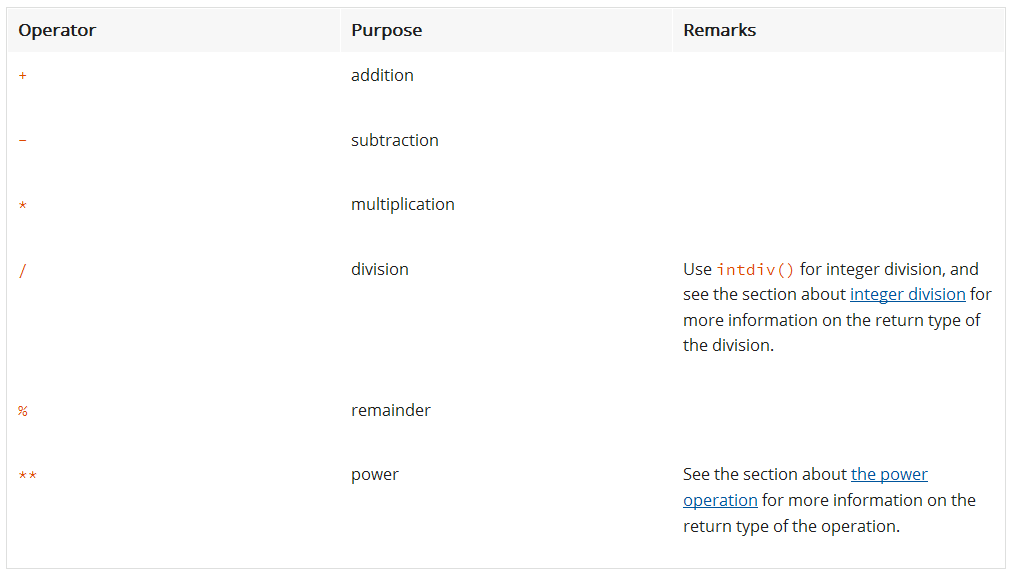 Operator Purpose Remarks
+ addition
- subtraction
* multiplication
/ division Use intdiv() for integer division, and
see the section about integer division for
more information on the return type of
the division.
% remainder
** power See the section about the power
operation for more information on the
return type of the operation.